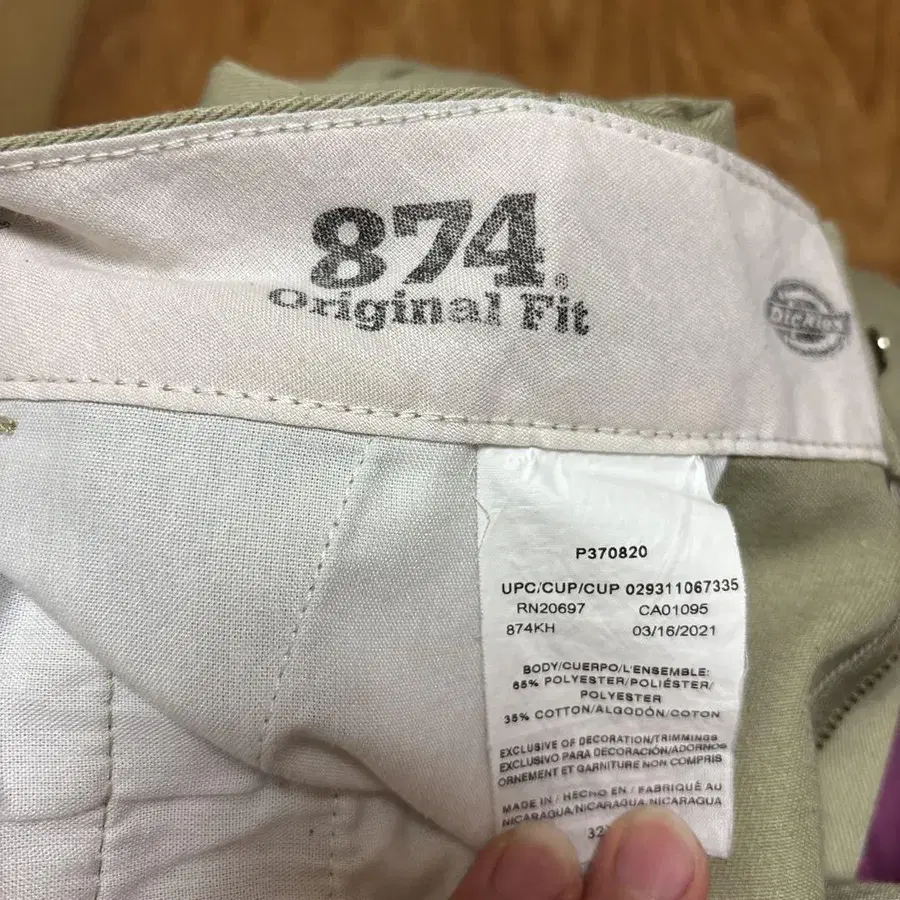 874®
Original Fit
Dickies
P370820
UPC/CUP/CUP 029311067335
RN20697 CA01095
874KH 03/16/2021
BODY/CUERPO/L'ENSEMBLE:
65% POLYESTER/POLIÉSTER/
POLYESTER
35% COTTON/ALGODÓN/COTON
EXCLUSIVE OF DECORATION/TRIMMINGS
EXCLUSIVO PARA DECORACIÓN/ADORNOS
ORNEMENT ET GARNITURE NON COMPRIS
MADE IN / HECHO EN / FABRIQUÉ AU
NICARAGUA/NICARAGUA/NICARAGUA
32